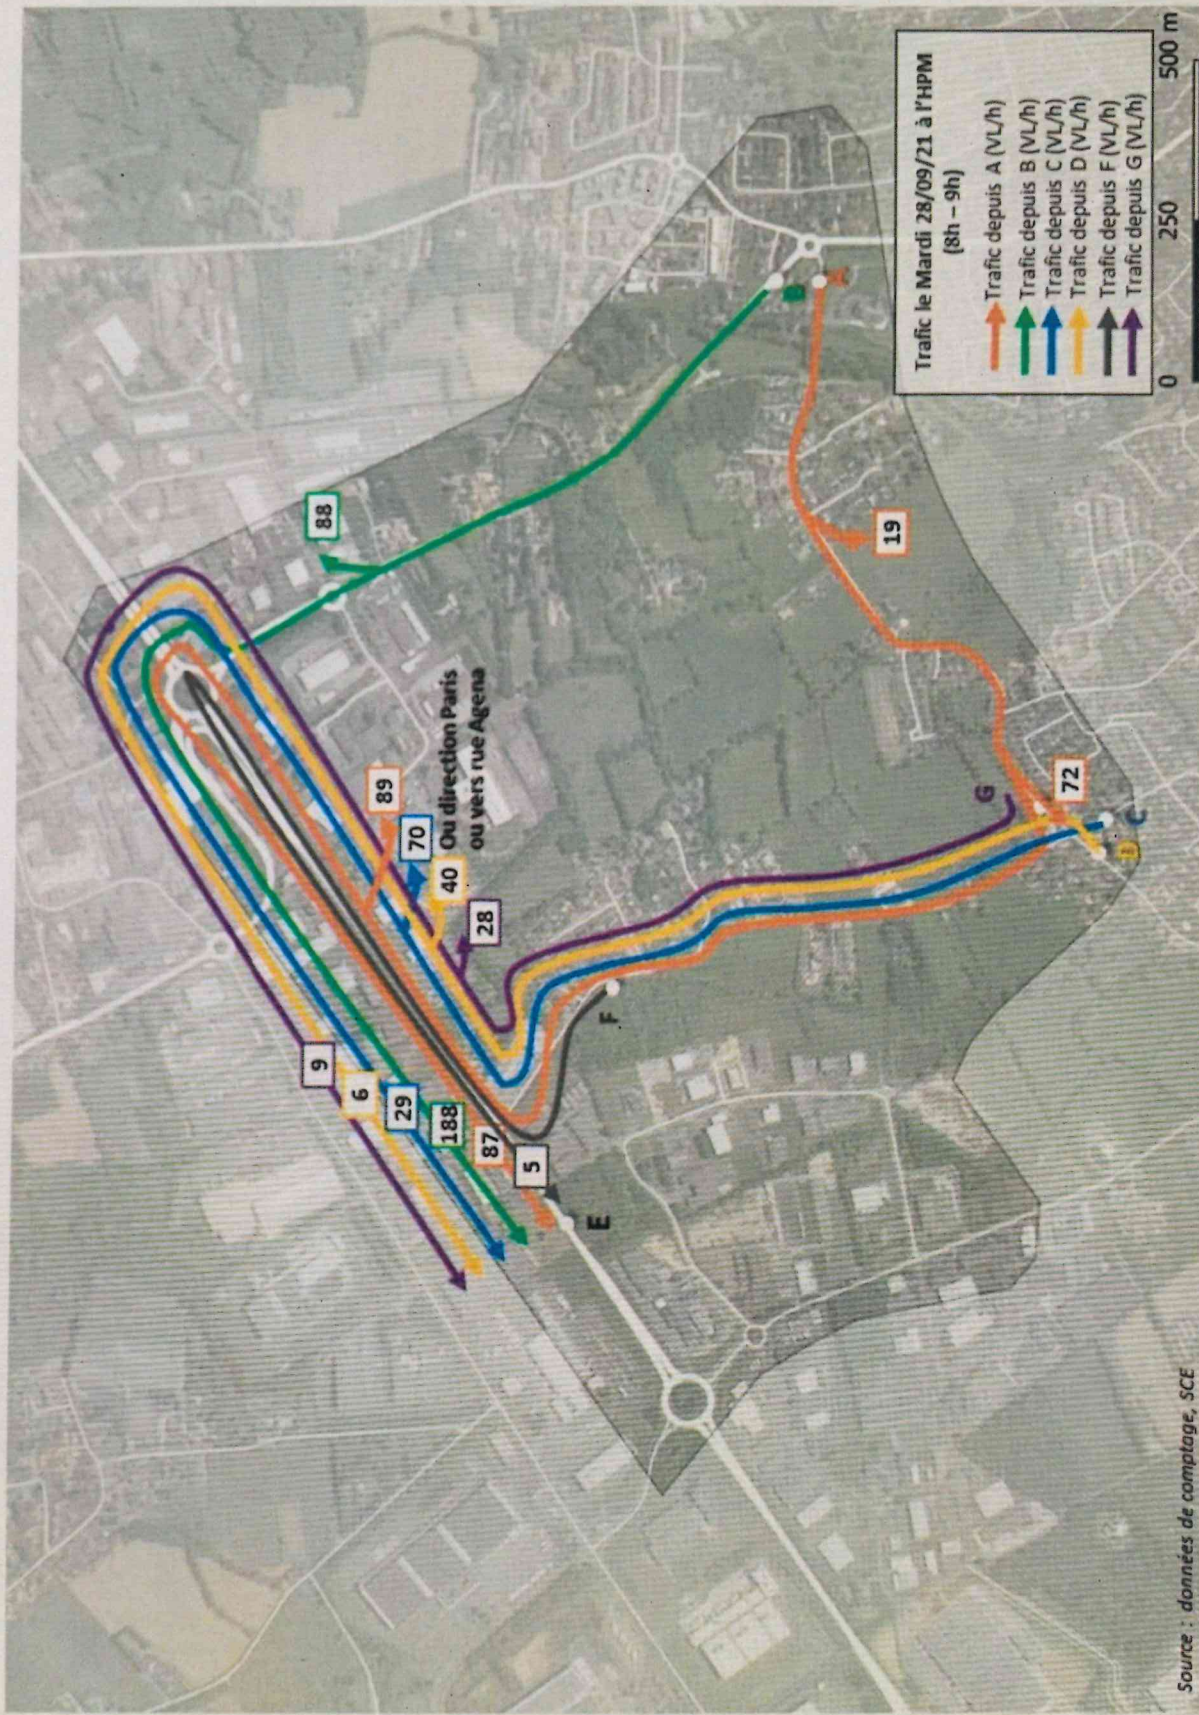 Trafic le Mardi 28/09/21 à l'HPM
(8h – 9h)
Trafic depuis A (VL/h)
Trafic depuis B (VL/h)
Trafic depuis C (VL/h)
Trafic depuis D (VL/h)
Trafic depuis F (VL/h)
Trafic depuis G (VL/h)
0 250 500 m
88
89
70
40
28
Ou direction Paris
ou vers rue Agena
9
6
29
188
87
5
E
F
G
B
A
19
72
C
D
Source : données de comptage, SCE